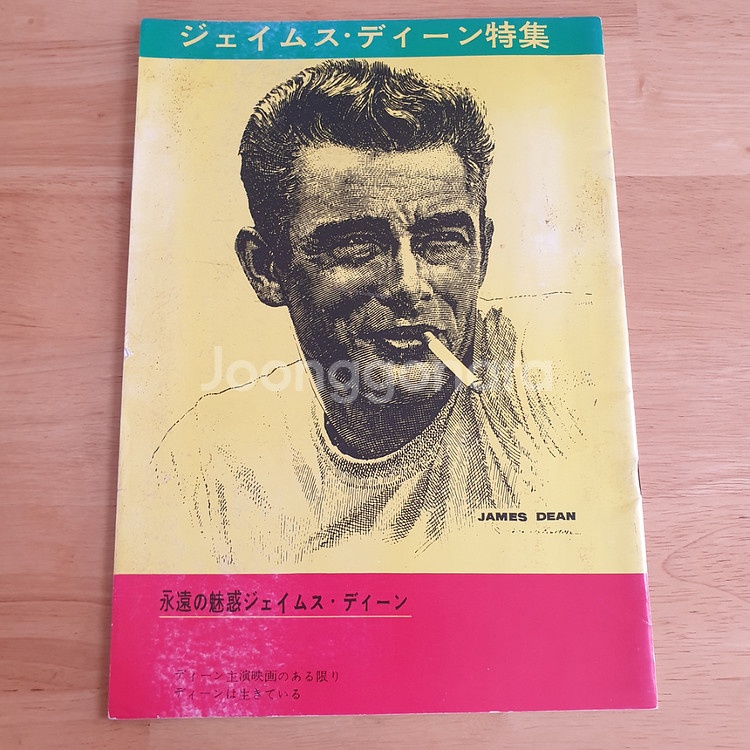 ジェイムス・ディーン特集
Joonggonara
JAMES DEAN
永遠の魅惑ジェイムス・ディーン
ディーン主演映画のある限り
ディーンは生きている